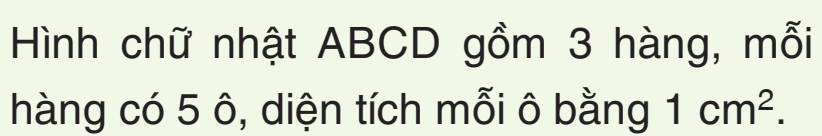 Hình chữ nhật ABCD gồm 3 hàng, mỗi
hàng có 5 ô, diện tích mỗi ô bằng 1 cm².